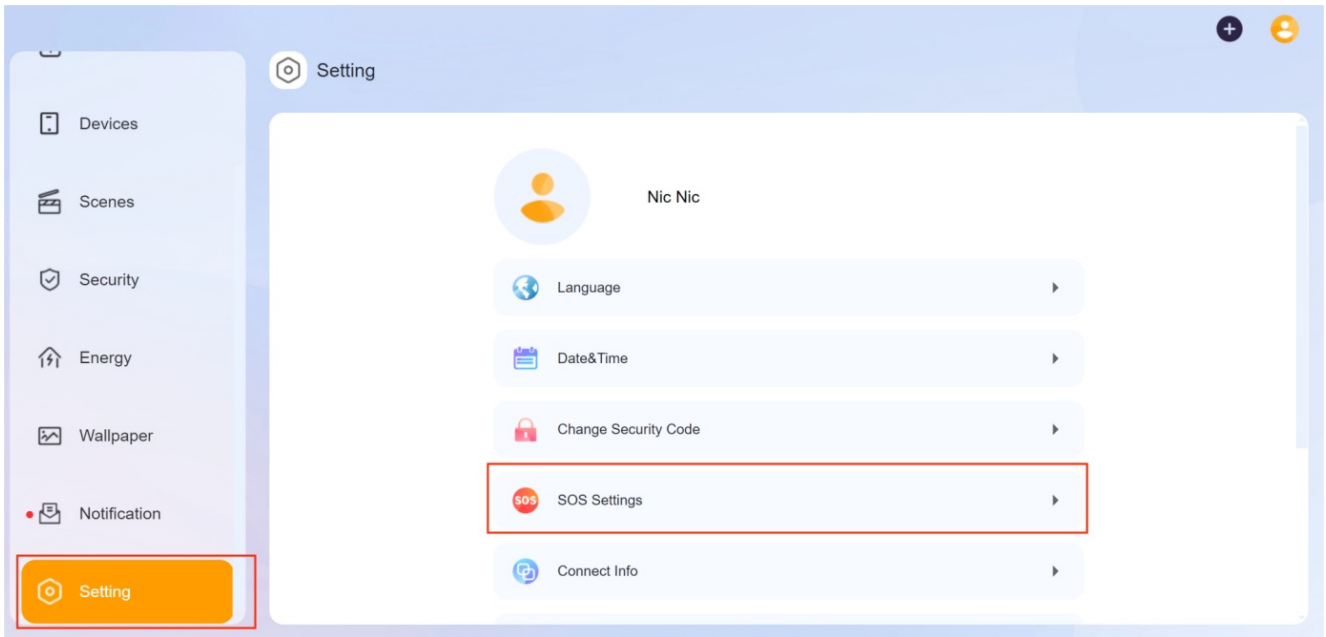 Setting
Devices
Scenes
Security
Energy
Wallpaper
Notification
Setting
Nic Nic
Language
Date&Time
Change Security Code
SOS
SOS Settings
Connect Info